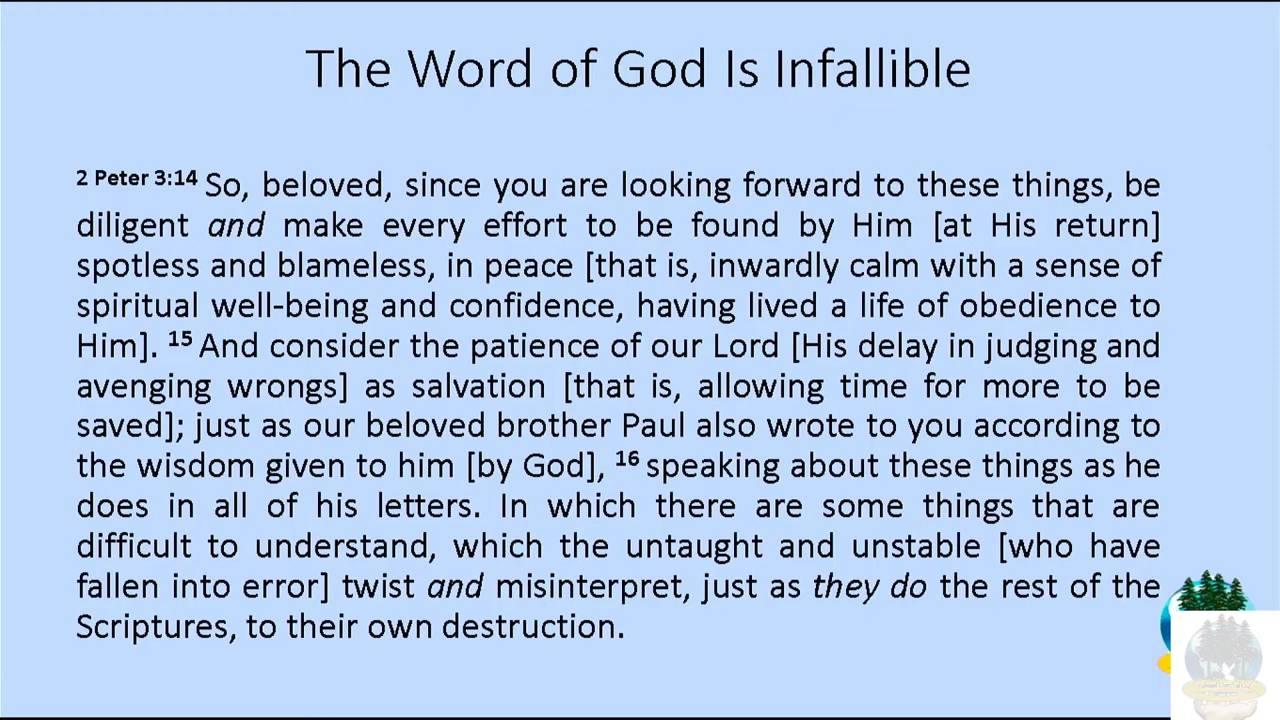 The Word of God Is Infallible
2 Peter 3:14 So, beloved, since you are looking forward to these things, be
diligent and make every effort to be found by Him [at His return]
spotless and blameless, in peace [that is, inwardly calm with a sense of
spiritual well-being and confidence, having lived a life of obedience to
Him]. 15 And consider the patience of our Lord [His delay in judging and
avenging wrongs] as salvation [that is, allowing time for more to be
saved]; just as our beloved brother Paul also wrote to you according to
the wisdom given to him [by God], 16 speaking about these things as he
does in all of his letters. In which there are some things that are
difficult to understand, which the untaught and unstable [who have
fallen into error] twist and misinterpret, just as they do the rest of the
Scriptures, to their own destruction.